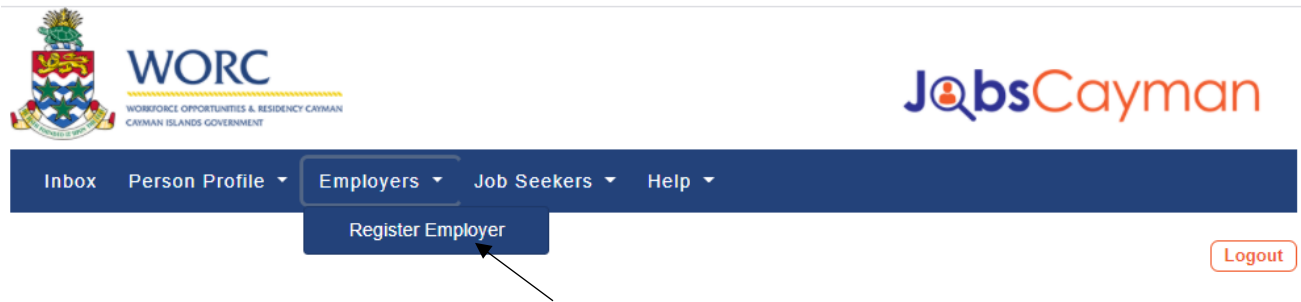 WORC
WORKFORCE OPPORTUNITIES & RESIDENCY CAYMAN
CAYMAN ISLANDS GOVERNMENT
JobsCayman
Inbox Person Profile Employers Job Seekers Help
Register Employer
Logout